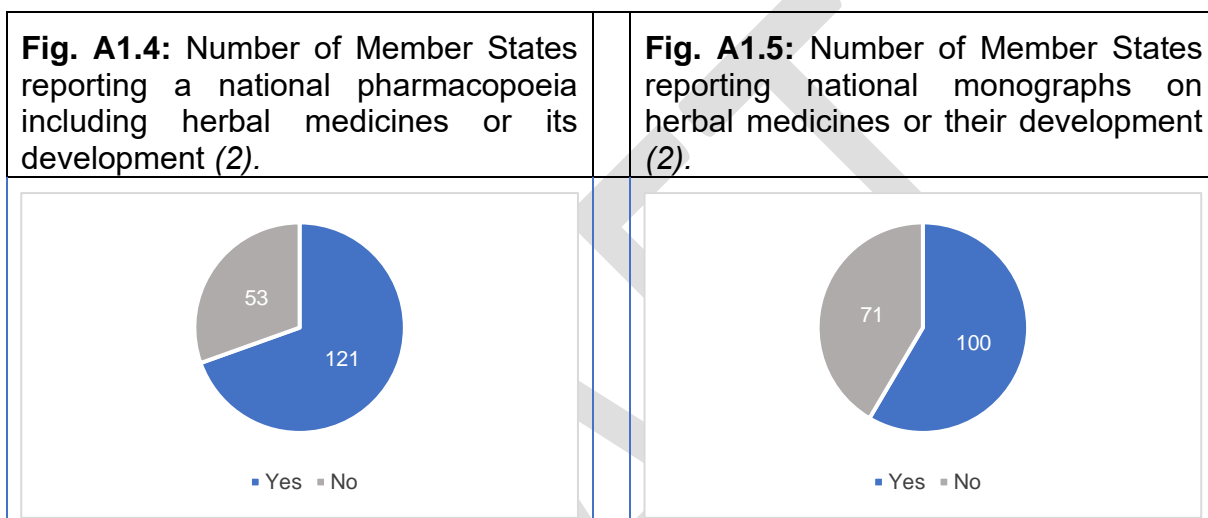 Fig. A1.4: Number of Member States
reporting a national pharmacopoeia
including herbal medicines or its
development (2).
Fig. A1.5: Number of Member States
reporting national monographs on
herbal medicines or their development
(2).
53
121
Yes No
71
100
Yes No